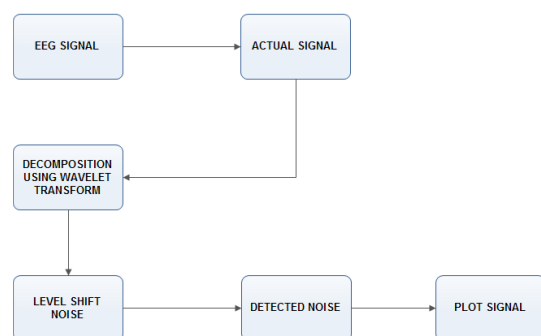 EEG SIGNAL
ACTUAL SIGNAL
DECOMPOSITION
USING WAVELET
TRANSFORM
LEVEL SHIFT
NOISE
DETECTED NOISE
PLOT SIGNAL